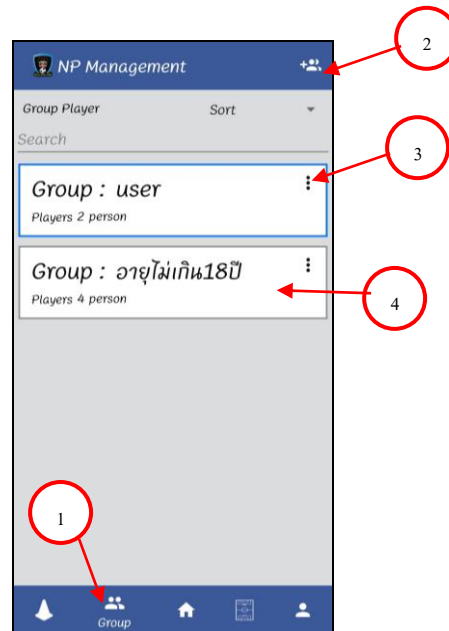 2
NP Management
Group Player Sort
Search
3
Group : user
Players 2 person
Group : อายุไม่เกิน18ปี
Players 4 person
4
1
Group